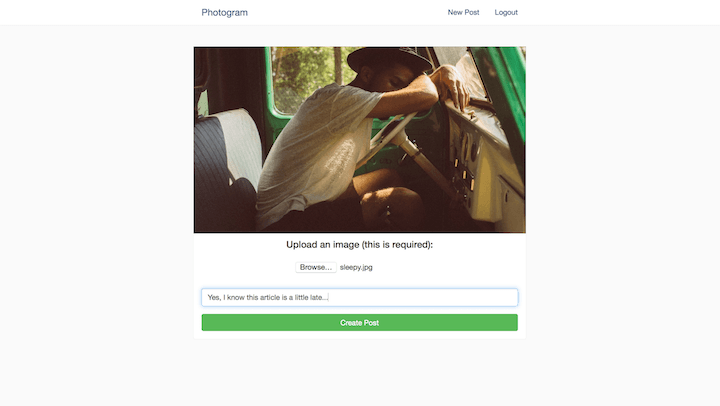 Photogram New Post Logout
Upload an image (this is required):
Browse... sleepy.jpg
Yes, I know this article is a little late...
Create Post